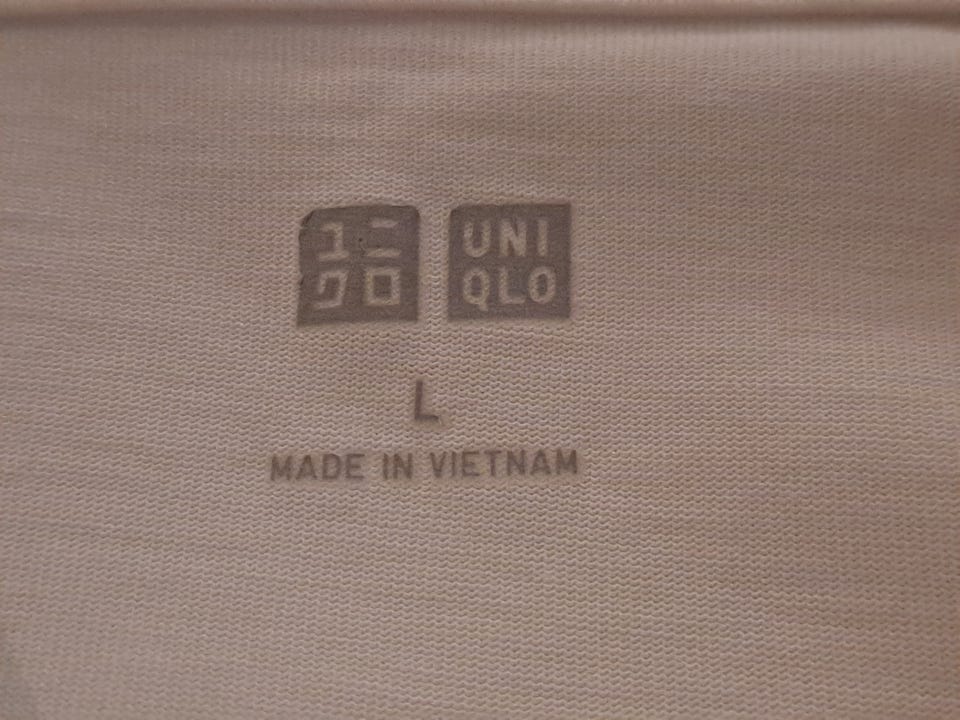 ユニ UNI
クロ QLO
L
MADE IN VIETNAM